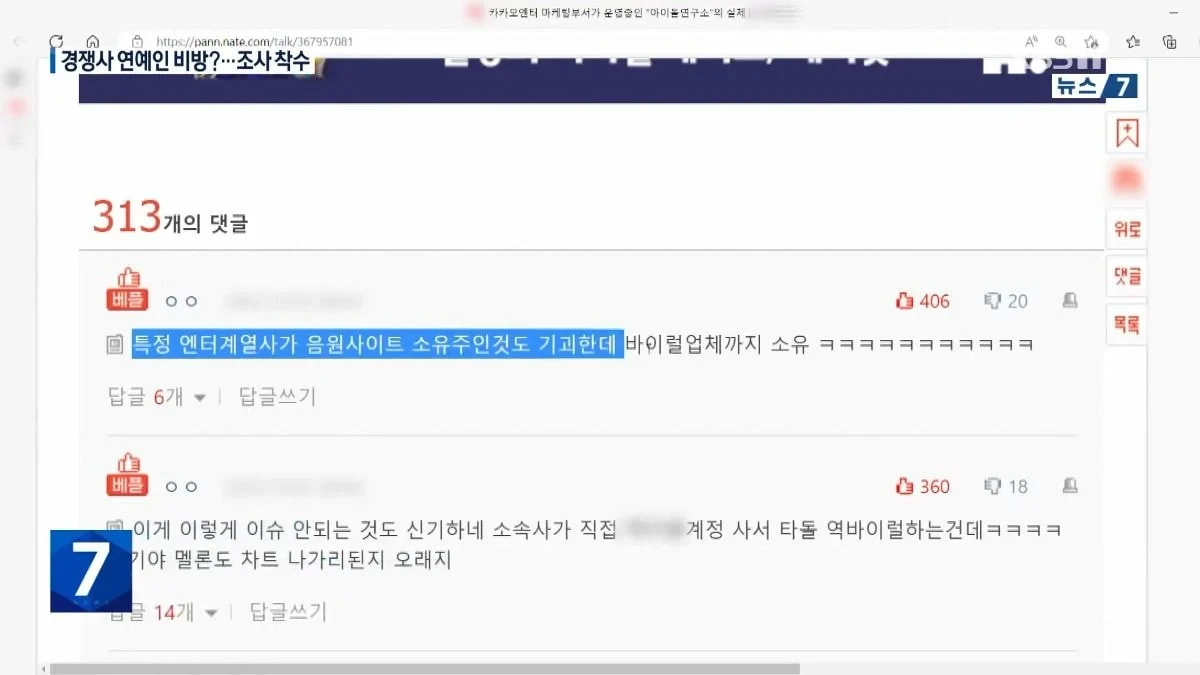 카카오엔터 마케팅부서가 운영중인 "아이돌연구소"의 실체
https://pann.nate.com/talk/367957081
경쟁사 연예인 비방?…조사 착수
뉴스 7
313개의 댓글
위로
댓글
목록
베플 ㅇㅇ 406 20
특정 엔터계열사가 음원사이트 소유주인것도 기괴한데 바이럴업체까지 소유 ㅋㅋㅋㅋㅋㅋㅋㅋㅋㅋㅋ
답글 6개 답글쓰기
베플 ㅇㅇ 360 18
이게 이렇게 이슈 안되는 것도 신기하네 소속사가 직접 계정 사서 타돌 역바이럴하는건데ㅋㅋㅋㅋ
기야 멜론도 차트 나가리된지 오래지
답글 14개 답글쓰기
7
NEWS